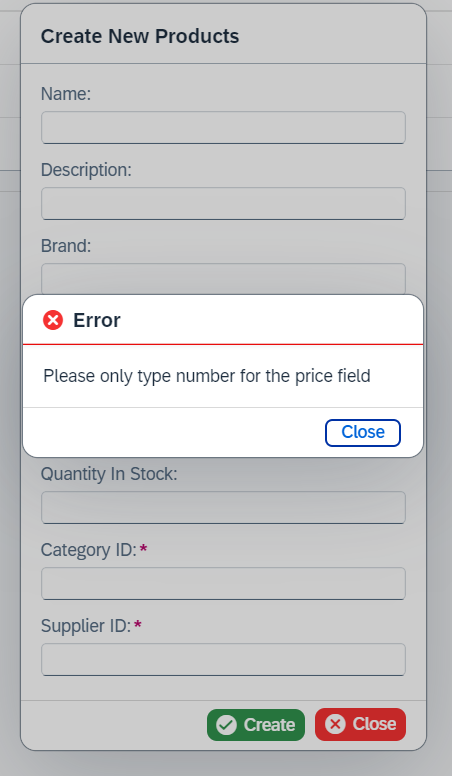 Create New Products
Name:
Description:
Brand:
Error
Please only type number for the price field
Close
Quantity In Stock:
Category ID:*
Supplier ID:*
Create
Close